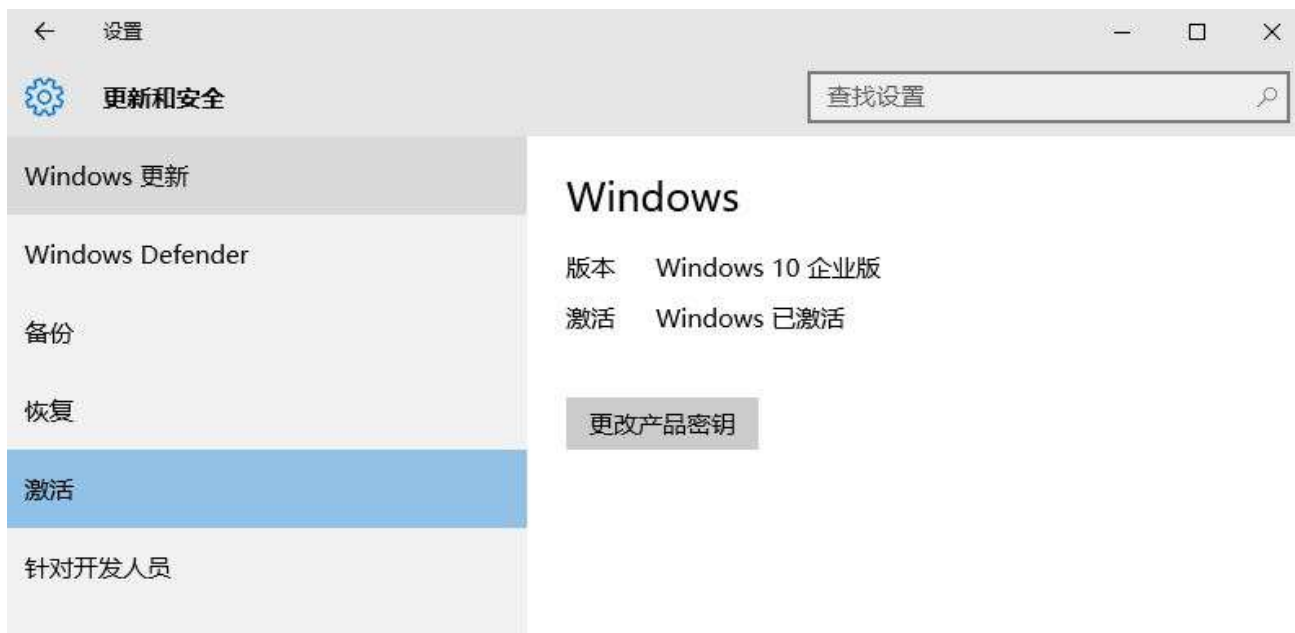 设置
更新和安全
查找设置
Windows 更新
Windows Defender
备份
恢复
激活
针对开发人员
Windows
版本 Windows 10 企业版
激活 Windows 已激活
更改产品密钥